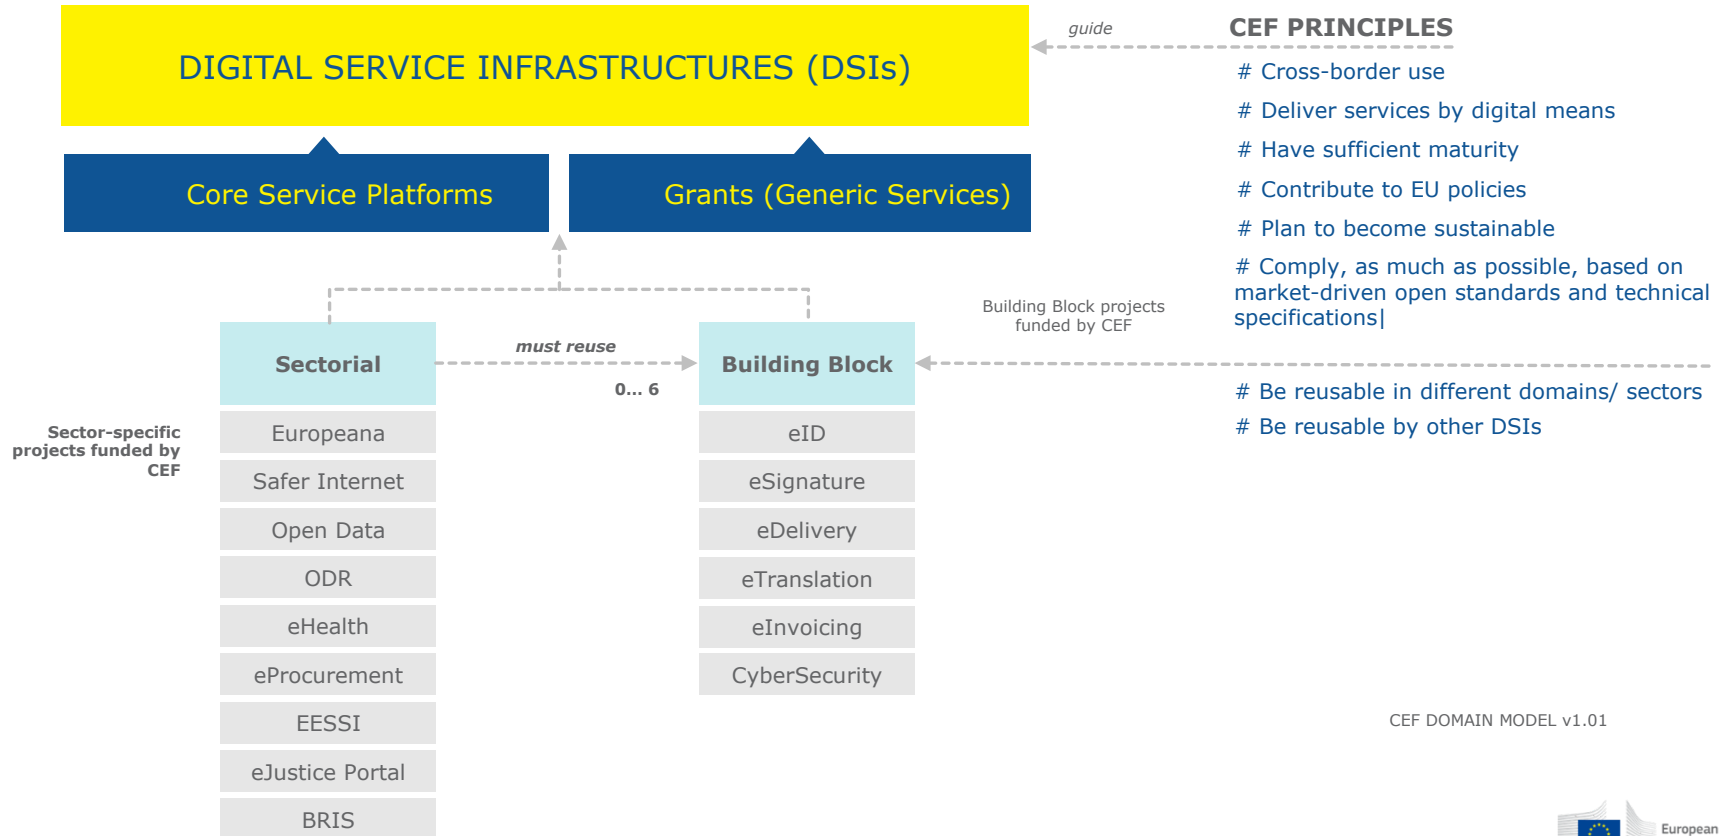 DIGITAL SERVICE INFRASTRUCTURES (DSIs)
guide
CEF PRINCIPLES
# Cross-border use
# Deliver services by digital means
# Have sufficient maturity
# Contribute to EU policies
# Plan to become sustainable
# Comply, as much as possible, based on
market-driven open standards and technical
specifications|
Core Service Platforms
Grants (Generic Services)
Building Block projects
funded by CEF
# Be reusable in different domains/ sectors
# Be reusable by other DSIs
Sectorial
must reuse
0... 6
Building Block
Sector-specific
projects funded by
CEF
Europeana
Safer Internet
Open Data
ODR
eHealth
eProcurement
EESSI
eJustice Portal
BRIS
eID
eSignature
eDelivery
eTranslation
eInvoicing
CyberSecurity
CEF DOMAIN MODEL v1.01
European